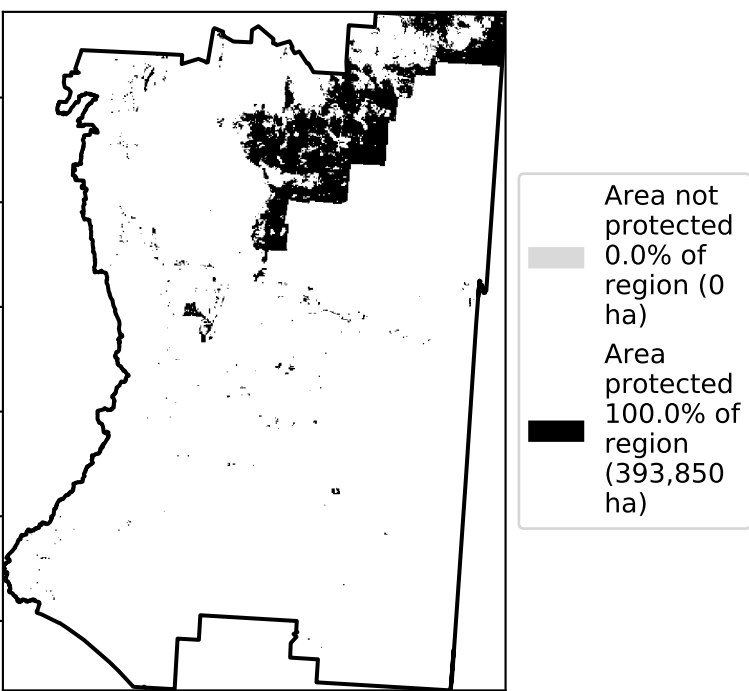 Area not
protected
0.0% of
region (0
ha)
Area
protected
100.0% of
region
(393,850
ha)